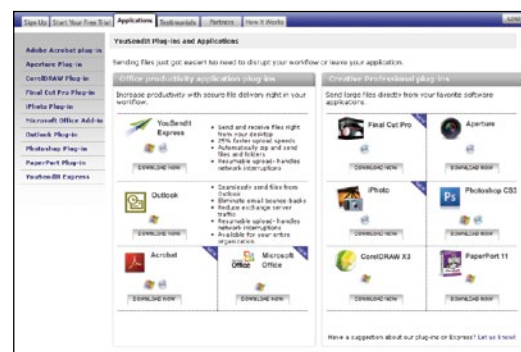 Sign Up Start Your Free Trial Applications Testimonials Partners How It Works
Adobe Acrobat plug-in
Aperture Plug-in
CorelDRAW Plug-in
Final Cut Pro Plug-in
iPhoto Plug-in
Microsoft Office Add-in
Outlook Plug-in
Photoshop Plug-in
PaperPort Plug-in
YouSendIt Express
YouSendIt Plug-ins and Applications
Sending files just got easier! No need to disrupt your workflow or leave your application.
Office productivity application plug-ins
Increase productivity with secure file delivery right in your
workflow.
YouSendIt
Express
• Send and receive files right
from your desktop
• 25% faster upload speeds
• Automatically zip and send
files and folders
• Resumable upload- handles
network interruptions
DOWNLOAD NOW
Outlook
• Seamlessly send files from
Outlook
• Eliminate email bounce-backs
• Reduce exchange server
traffic
• Resumable upload- handles
network interruptions
• Available for your entire
organization
DOWNLOAD NOW
Acrobat
DOWNLOAD NOW
Office
Microsoft
Office
DOWNLOAD NOW
Creative Professional plug-ins
Send large files directly from your favorite software
applications.
Final Cut Pro
DOWNLOAD NOW
Aperture
DOWNLOAD NOW
iPhoto
DOWNLOAD NOW
Ps
Photoshop CS3
DOWNLOAD NOW
CorelDRAW X3
DOWNLOAD NOW
PaperPort 11
DOWNLOAD NOW
Have a suggestion about our plug-ins or Express? Let us know!